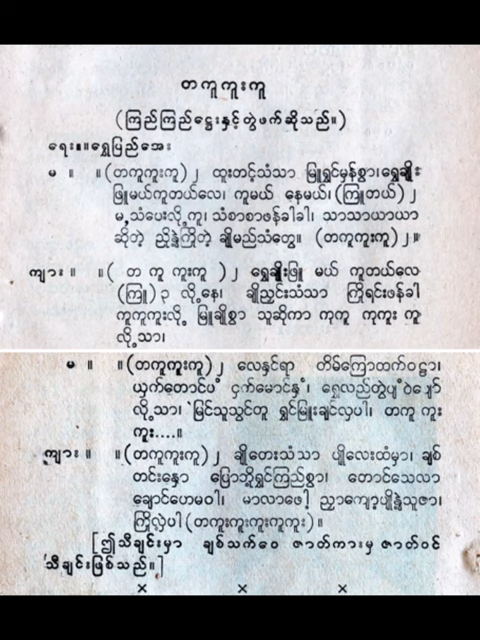 တကူကူးကူ
(ကြည်ကြည်ဌေးနှင့်တွဲဖက်ဆိုသည်။)
ရေး။ ။ရွှေပြည်အေး
မ ။ ။(တကူကူးကူ) ၂ ထူးတင့်သံသာ မြူရွှင်မှန်စွာ၊ ရွှေချိုး
ဖြူမယ်ကူတယ်လေ၊ ကူမယ် နေမယ်၊ (ကြူတယ်) ၂
မ,သံပေးလို့ကူ၊ သံစာစာဖန်ခါခါ၊ သာသာယာယာ
ဆိုဘဲ့ ညှို့နွဲ့ကြိုတဲ့ ချိုမည်သံတွေ။ (တကူကူးကူ) ၂။
ကျား။ ။( တ ကူ ကူးကူ ) ၂ ရွှေချိုးဖြူ မယ် ကူတယ်လေ
(ကြူ) ၃ လို့နေ၊ ချိုညှင်းသံသာ ကြိုရင်းဖန်ခါ
ကူကူကူးလို့ မြူချိုစွာ သူဆိုကာ ကုကူ ကုကူး ကူ
လို့သာ၊
မ ။ ။(တကူကူးကူ) ၂ လေနှင်ရာ တိမ်ကြောတက်ဝဠာ၊
ယှက်တောင်ပံ ငှက်မောင်နှံ၊ ရှေ့လည်တွဲပျံဝဲပျော်
လို့သာ၊ မြင်သူသွင်တူ ရွှင်မြူးချင်လှပါ၊ တကူ ကူး
ကူး....။
ကျား ။ ။(တကူကူးကူ) ၂ ချိုတေးသံသာ ပျိုလေးထံမှာ၊ ချစ်
တင်းနှော ပြောဘို့ရွှင်ကြည်စွာ၊ တောင်သေလာ
ချောင်ဟေမဝါ၊ မာလာဖေါ့ ညှာကျော့ပျိုနွဲ့သူဇာ၊
ကြိုလှဲ့ပါ (တကူးကူးကူးကူကူး) ။
[ဤသီချင်းမှာ ချစ်သက်ဝေ ဇာတ်ကားမှ ဇာတ်ဝင်
သီချင်းဖြစ်သည်။]
× × ×